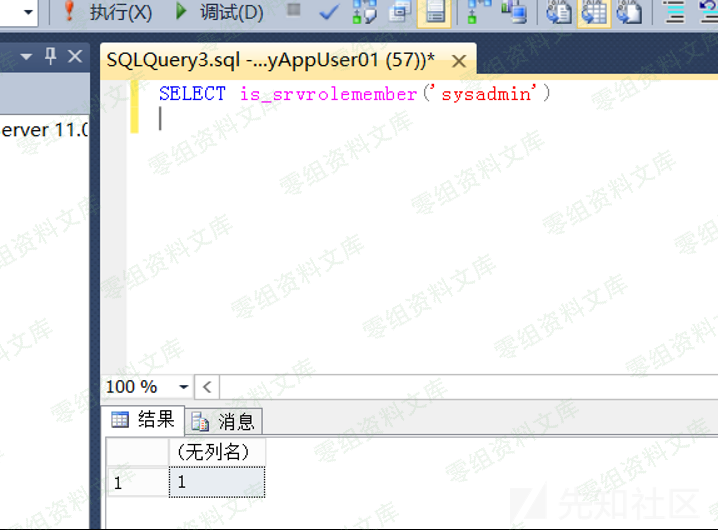 执行(X) 调试(D)
SQLQuery3.sql -...yAppUser01 (57))*
erver 11.0
SELECT is_srvrolemember('sysadmin')
100 %
结果 消息
(无列名)
1 1
零组资料文库
先知社区